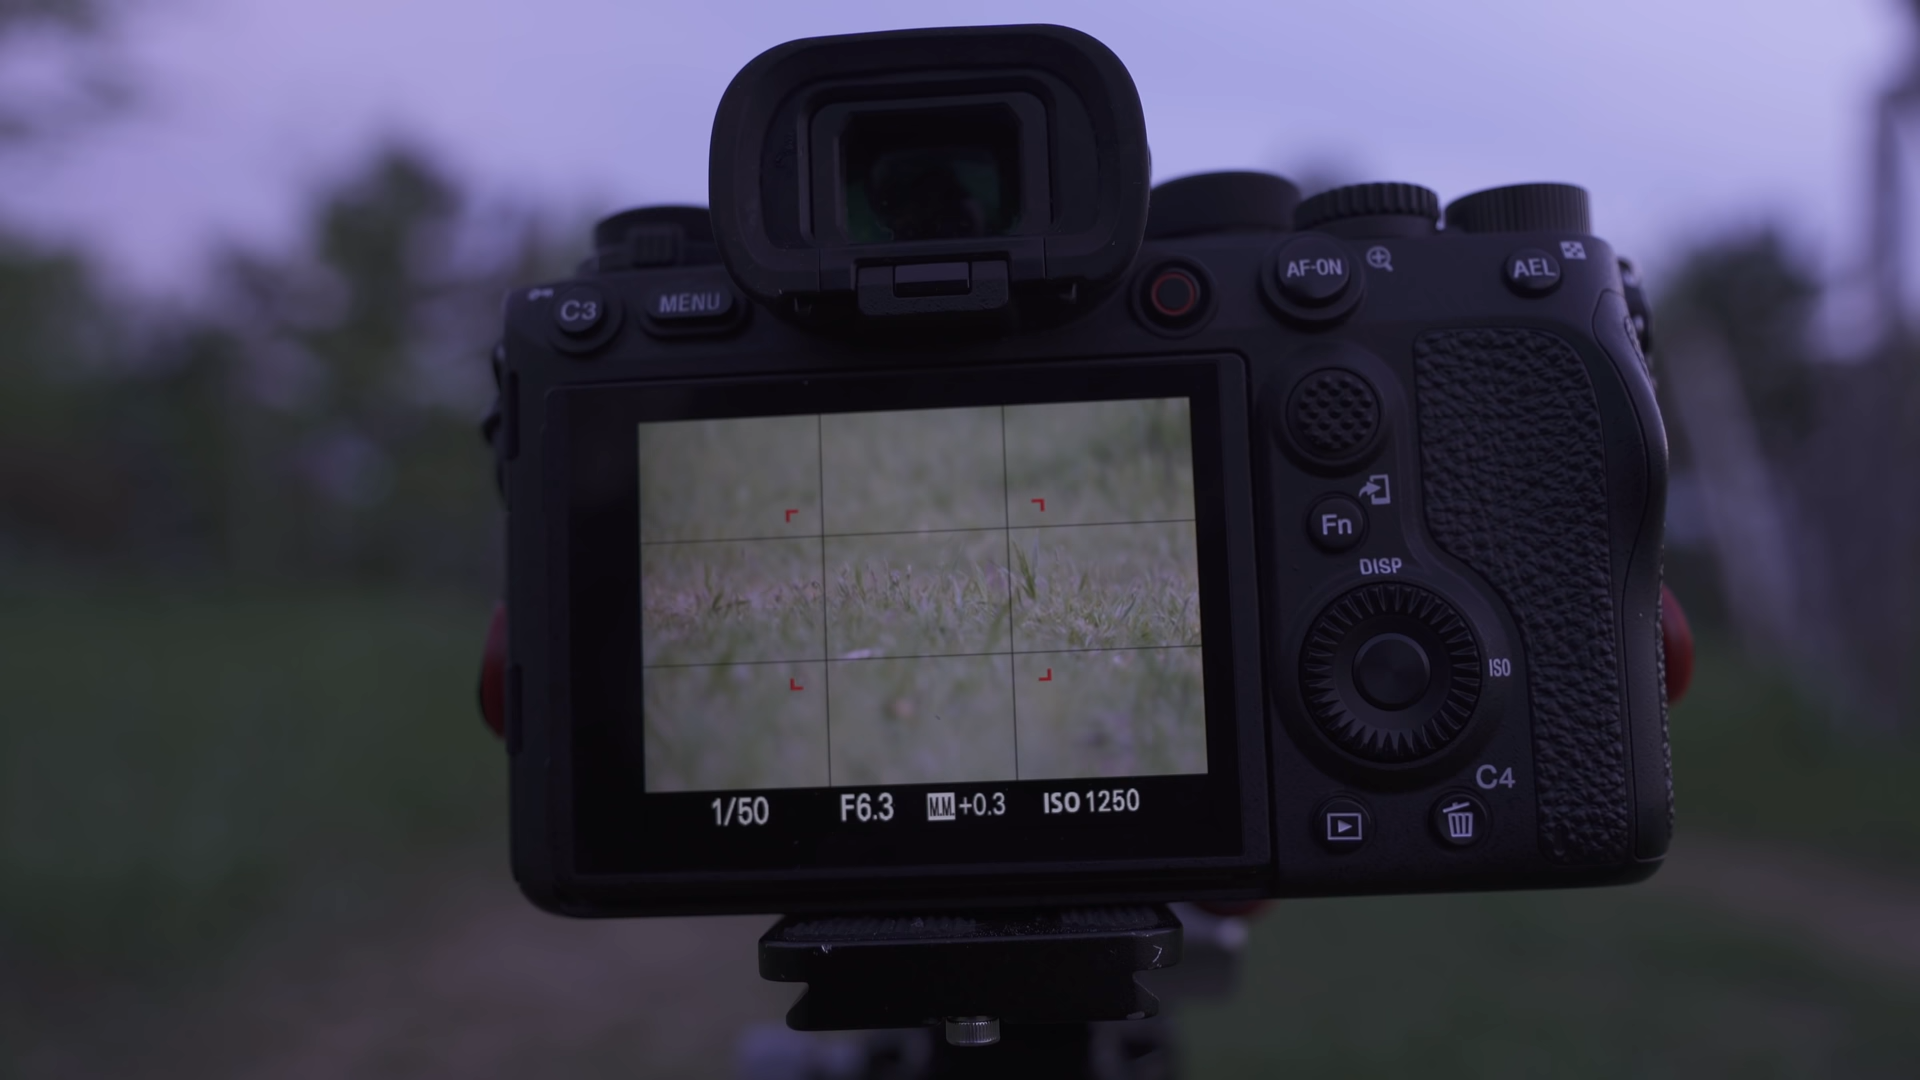 C3
MENU
AF-ON
AEL
Fn
DISP
ISO
C4
1/50 F6.3 M.M.+0.3 ISO 1250